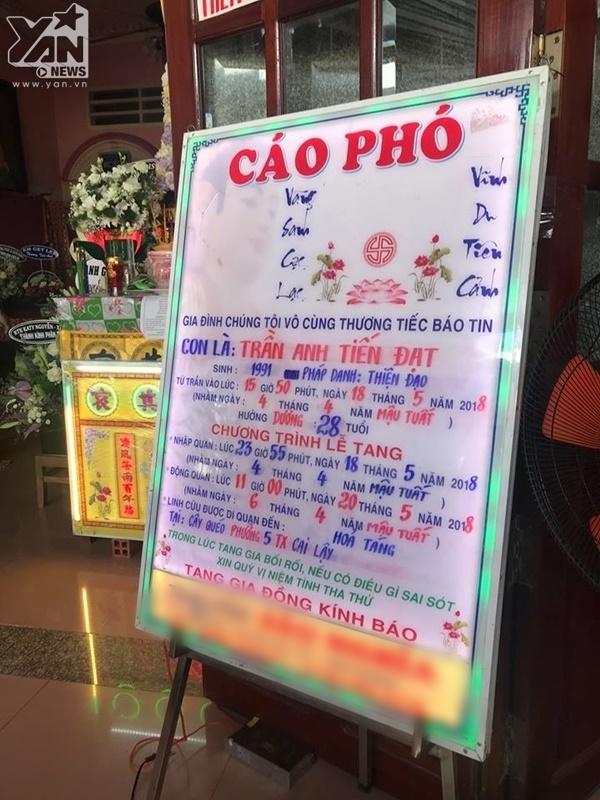 YAN
NEWS
www.yan.vn
CÁO PHÓ
Vãng
Sanh
Cực
Lạc
Vĩnh
Du
Tiên
Cảnh
GIA ĐÌNH CHÚNG TÔI VÔ CÙNG THƯƠNG TIẾC BÁO TIN
CON LÀ: TRẦN ANH TIẾN ĐẠT
SINH : 1991 PHÁP DANH: THIỆN ĐẠO
TỪ TRẦN VÀO LÚC: 15 GIỜ 50 PHÚT, NGÀY 18 THÁNG 5 NĂM 2018
(NHẰM NGÀY : 4 THÁNG 4 NĂM MẬU TUẤT )
HƯỞNG DƯƠNG : 28 TUỔI
CHƯƠNG TRÌNH LỄ TANG
* NHẬP QUAN : LÚC 23 GIỜ 55 PHÚT, NGÀY 18 THÁNG 5 NĂM 2018
(NHẰM NGÀY : 4 THÁNG 4 NĂM MẬU TUẤT )
* ĐỘNG QUAN : LÚC 11 GIỜ 00 PHÚT, NGÀY 20 THÁNG 5 NĂM 2018
(NHẰM NGÀY : 6 THÁNG 4 NĂM MẬU TUẤT )
* LINH CỮU ĐƯỢC DI QUAN ĐẾN : HOẢ TANG
TẠI : CÂY QUEO PHƯỜNG 5 TX CAI LẬY
TRONG LÚC TANG GIA BỐI RỐI, NẾU CÓ ĐIỀU GÌ SAI SÓT
XIN QUÝ VỊ NIỆM TÌNH THA THỨ
TANG GIA ĐỒNG KÍNH BÁO